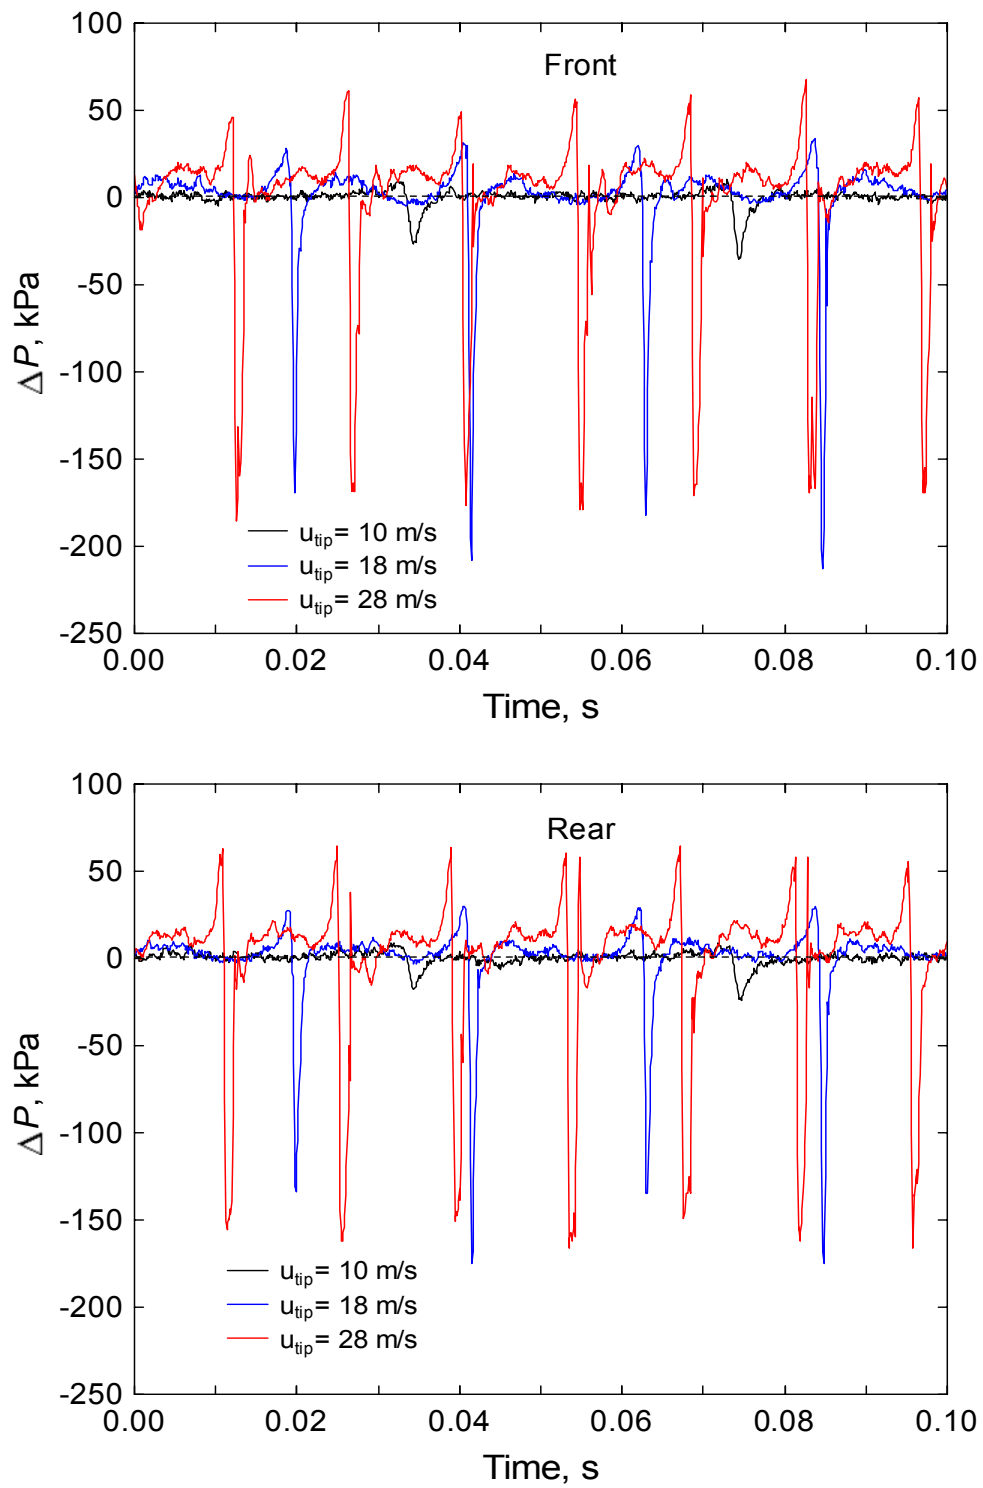 100
50
0
-50
-100
-150
-200
-250
ΔP, kPa
Front
u_tip = 10 m/s
u_tip = 18 m/s
u_tip = 28 m/s
0.00 0.02 0.04 0.06 0.08 0.10
Time, s
100
50
0
-50
-100
-150
-200
-250
ΔP, kPa
Rear
u_tip = 10 m/s
u_tip = 18 m/s
u_tip = 28 m/s
0.00 0.02 0.04 0.06 0.08 0.10
Time, s